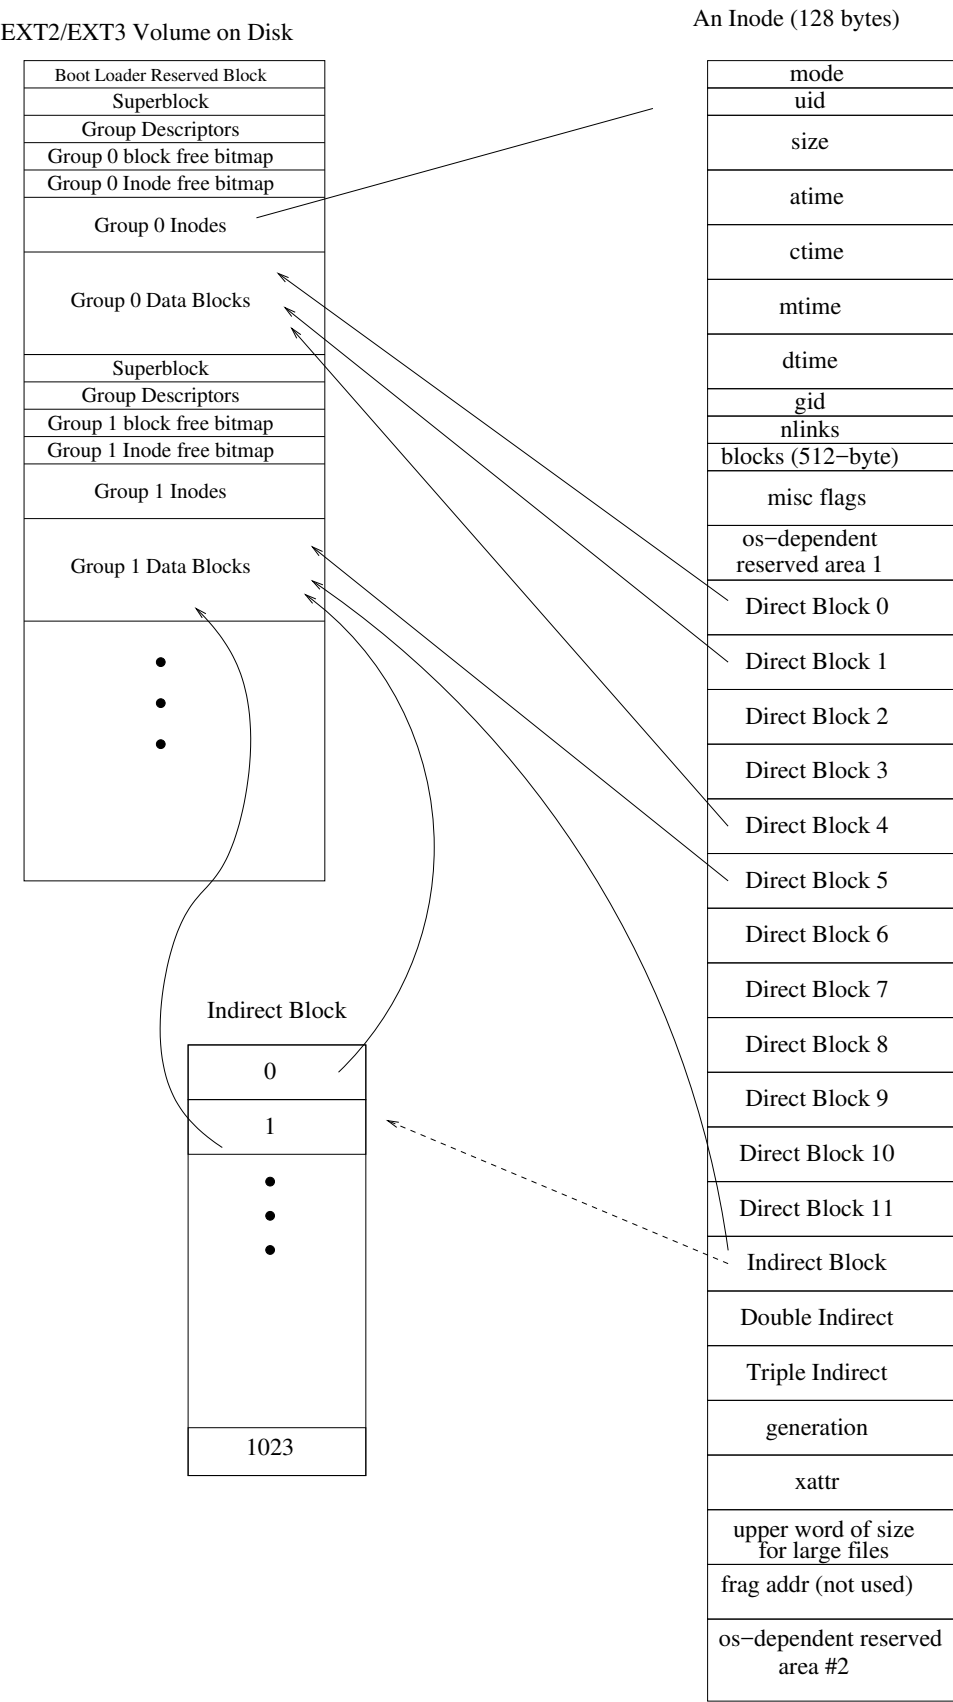 EXT2/EXT3 Volume on Disk
Boot Loader Reserved Block
Superblock
Group Descriptors
Group 0 block free bitmap
Group 0 Inode free bitmap
Group 0 Inodes
Group 0 Data Blocks
Superblock
Group Descriptors
Group 1 block free bitmap
Group 1 Inode free bitmap
Group 1 Inodes
Group 1 Data Blocks
Indirect Block
0
1
1023
An Inode (128 bytes)
mode
uid
size
atime
ctime
mtime
dtime
gid
nlinks
blocks (512−byte)
misc flags
os−dependent
reserved area 1
Direct Block 0
Direct Block 1
Direct Block 2
Direct Block 3
Direct Block 4
Direct Block 5
Direct Block 6
Direct Block 7
Direct Block 8
Direct Block 9
Direct Block 10
Direct Block 11
Indirect Block
Double Indirect
Triple Indirect
generation
xattr
upper word of size
for large files
frag addr (not used)
os−dependent reserved
area #2